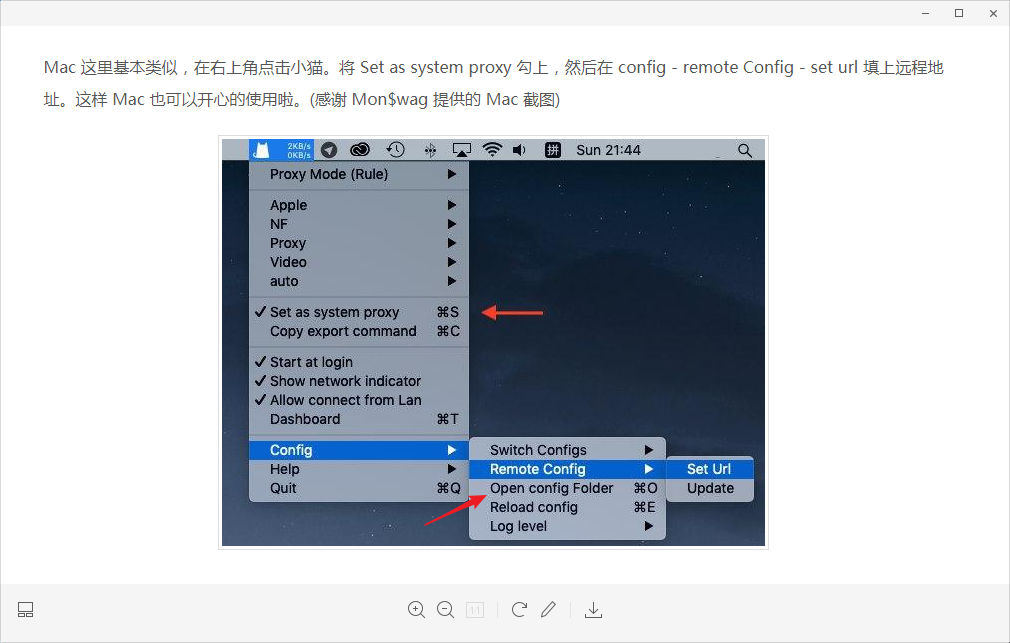 Mac 这里基本类似，在右上角点击小猫。将 Set as system proxy 勾上，然后在 config - remote Config - set url 填上远程地
址。这样 Mac 也可以开心的使用啦。(感谢 Mon$wag 提供的 Mac 截图)
2KB/s
0KB/s
拼 Sun 21:44
Proxy Mode (Rule)
Apple
NF
Proxy
Video
auto
Set as system proxy ⌘S
Copy export command ⌘C
Start at login
Show network indicator
Allow connect from Lan
Dashboard ⌘T
Config
Help
Quit ⌘Q
Switch Configs
Remote Config
Open config Folder ⌘O
Reload config ⌘E
Log level
Set Url
Update
1:1